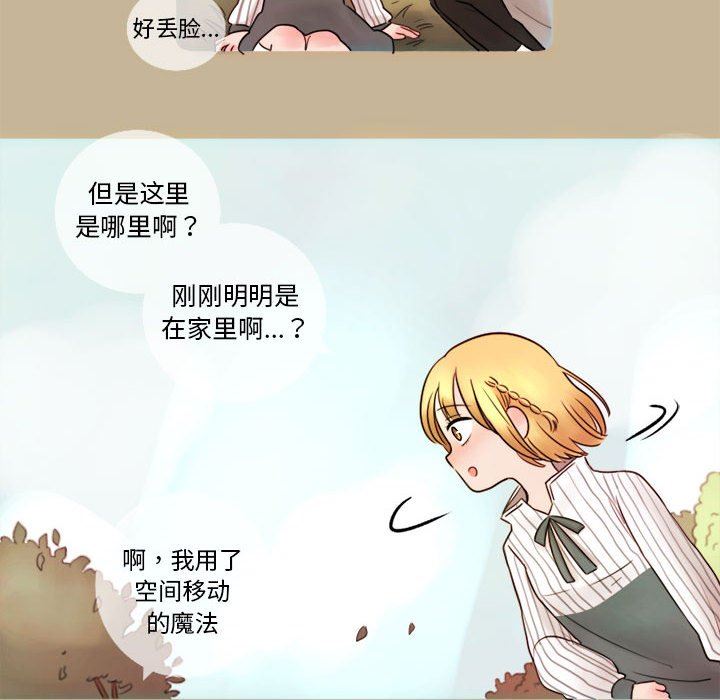 好丢脸...
但是这里
是哪里啊？
刚刚明明是
在家里啊...？
啊，我用了
空间移动
的魔法